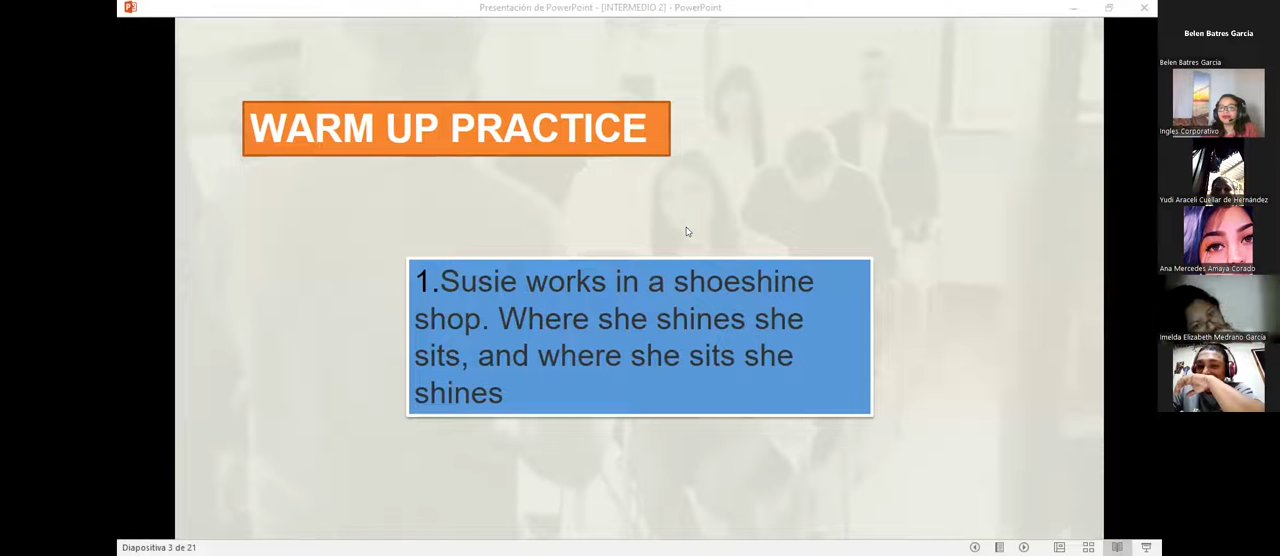 Presentación de PowerPoint - [INTERMEDIO 2] - PowerPoint
WARM UP PRACTICE
1.Susie works in a shoeshine
shop. Where she shines she
sits, and where she sits she
shines
Diapositiva 3 de 21
Belen Batres Garcia
Belen Batres Garcia
Ingles Corporativo
Yudi Araceli Cuellar de Hernández
Ana Mercedes Amaya Corado
Imelda Elizabeth Medrano Garcia